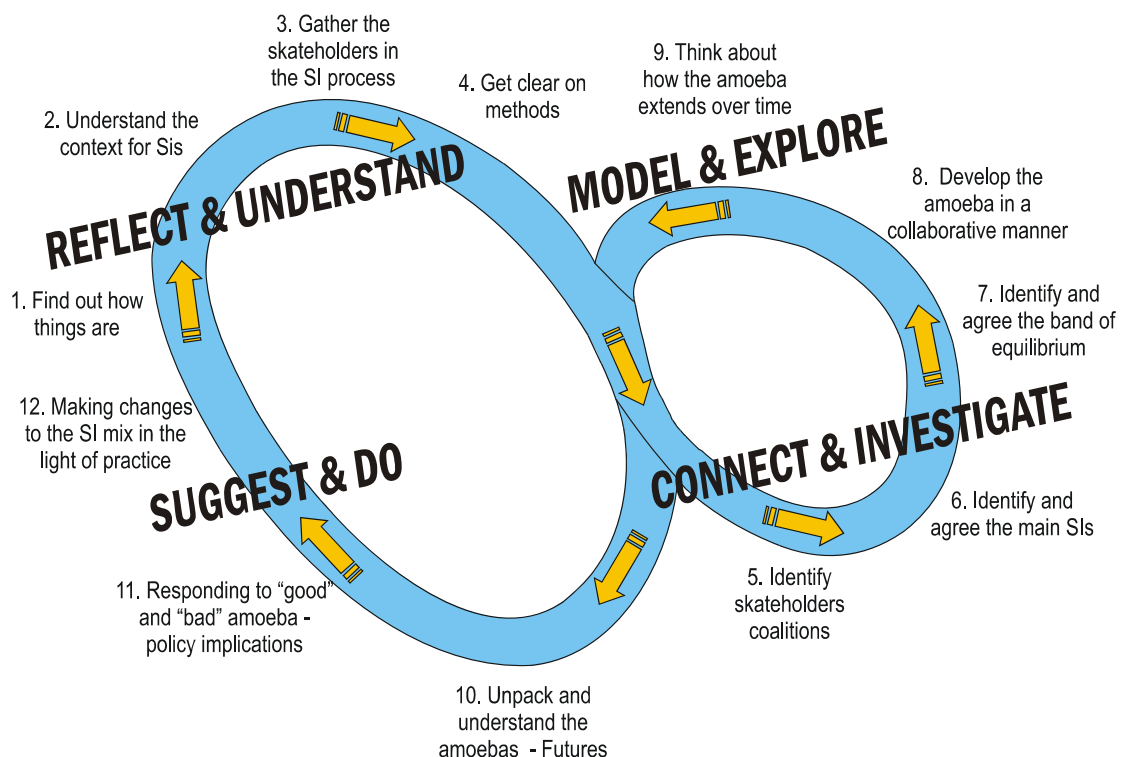 3. Gather the
skateholders in
the SI process
4. Get clear on
methods
9. Think about
how the amoeba
extends over time
2. Understand the
context for Sis
REFLECT & UNDERSTAND
MODEL & EXPLORE
8. Develop the
amoeba in a
collaborative manner
1. Find out how
things are
7. Identify and
agree the band of
equilibrium
12. Making changes
to the SI mix in the
light of practice
SUGGEST & DO
CONNECT & INVESTIGATE
6. Identify and
agree the main SIs
11. Responding to “good”
and “bad” amoeba -
policy implications
5. Identify
skateholders
coalitions
10. Unpack and
understand the
amoebas - Futures